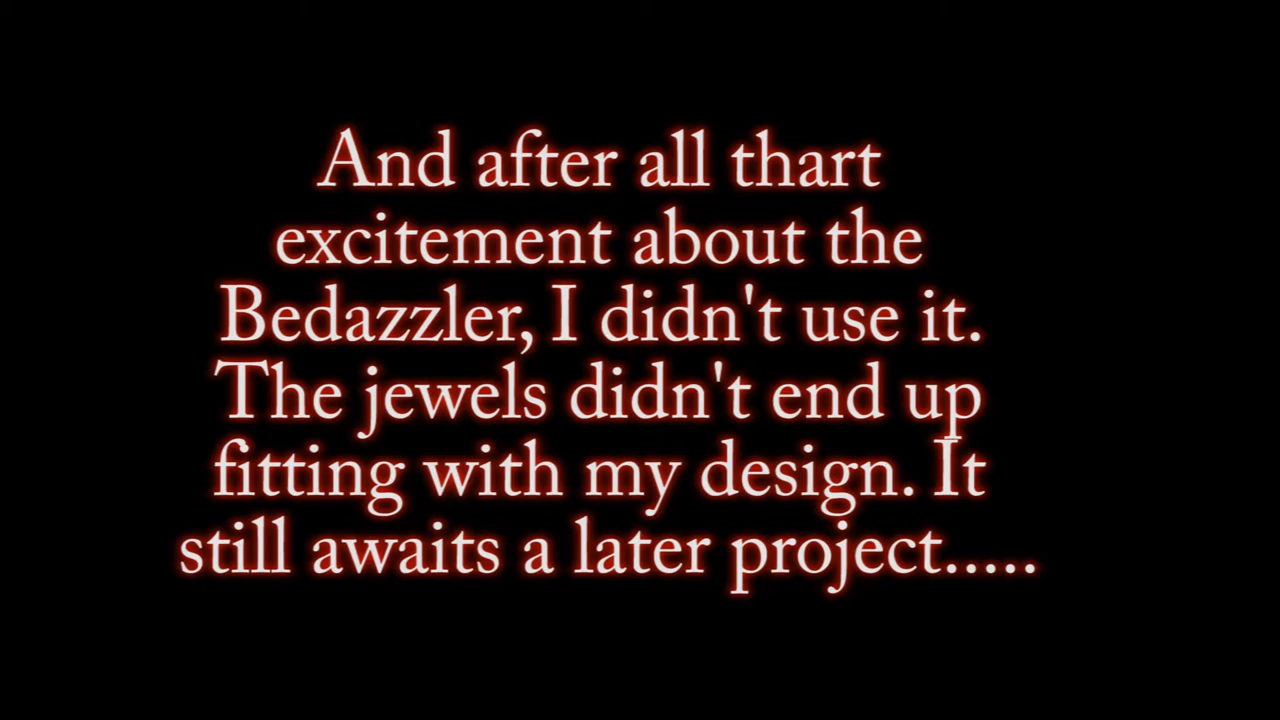 And after all thart
excitement about the
Bedazzler, I didn't use it.
The jewels didn't end up
fitting with my design. It
still awaits a later project.....